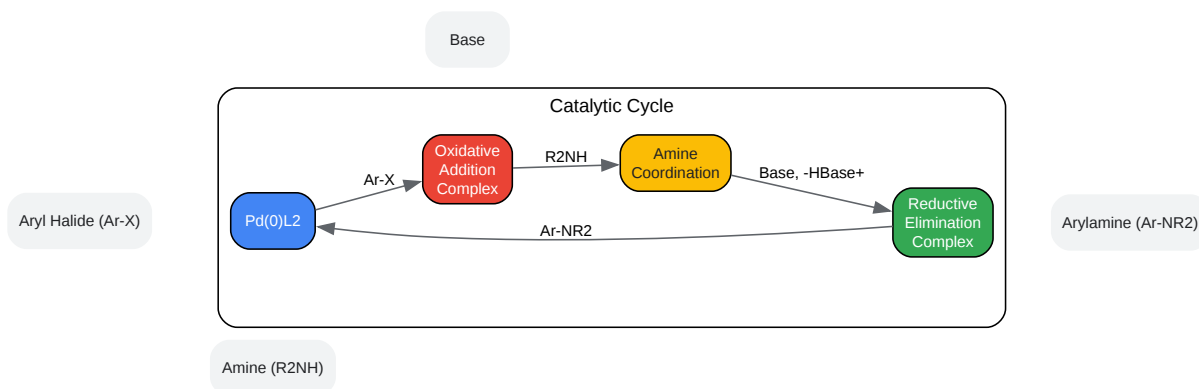 Base
Catalytic Cycle
Oxidative
Addition
Complex
R2NH
Amine
Coordination
Ar-X
Base, -HBase+
Pd(0)L2
Reductive
Elimination
Complex
Ar-NR2
Aryl Halide (Ar-X)
Arylamine (Ar-NR2)
Amine (R2NH)